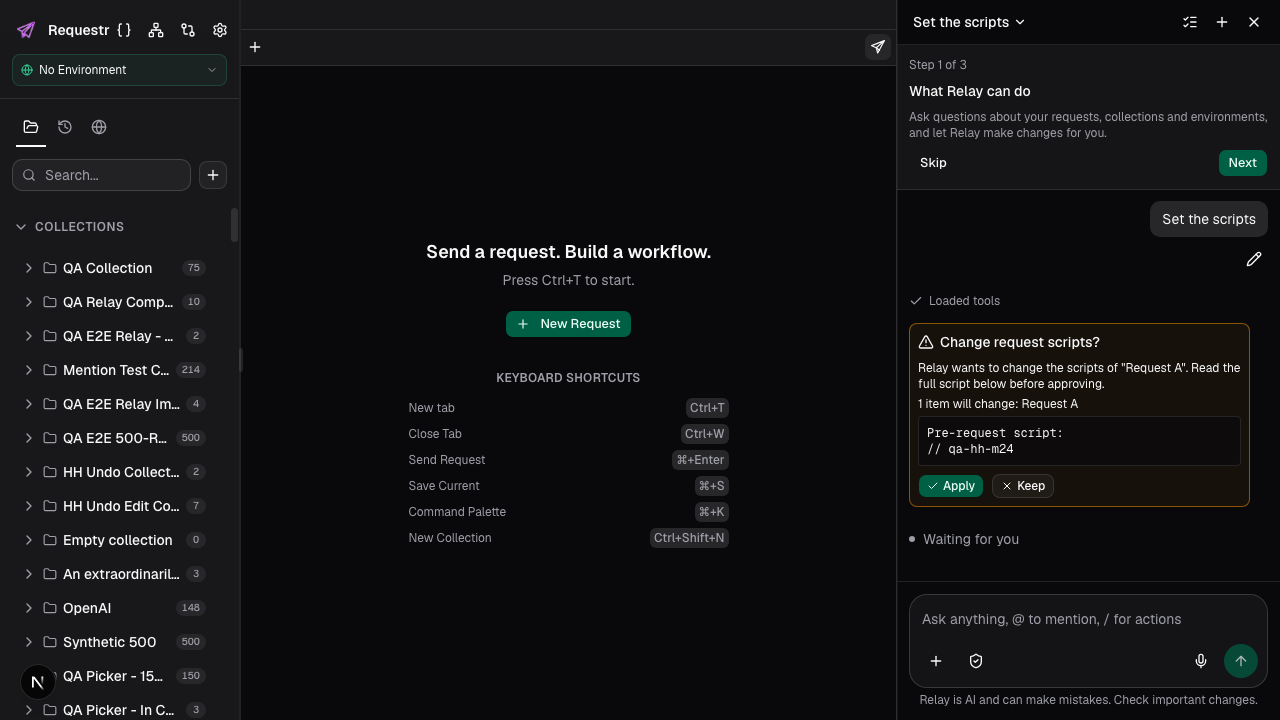 Requestr
No Environment
Search...
COLLECTIONS
QA Collection 75
QA Relay Comp... 10
QA E2E Relay - ... 2
Mention Test C... 214
QA E2E Relay Im... 4
QA E2E 500-R... 500
HH Undo Collect... 2
HH Undo Edit Co... 7
Empty collection 0
An extraordinaril... 3
OpenAI 148
Synthetic 500 500
QA Picker - 15... 150
QA Picker - In C... 3
N
Send a request. Build a workflow.
Press Ctrl+T to start.
New Request
KEYBOARD SHORTCUTS
New tab Ctrl+T
Close Tab Ctrl+W
Send Request ⌘+Enter
Save Current ⌘+S
Command Palette ⌘+K
New Collection Ctrl+Shift+N
Set the scripts
Step 1 of 3
What Relay can do
Ask questions about your requests, collections and environments,
and let Relay make changes for you.
Skip Next
Set the scripts
Loaded tools
Change request scripts?
Relay wants to change the scripts of "Request A". Read the
full script below before approving.
1 item will change: Request A
Pre-request script:
// qa-hh-m24
Apply Keep
Waiting for you
Ask anything, @ to mention, / for actions
Relay is AI and can make mistakes. Check important changes.